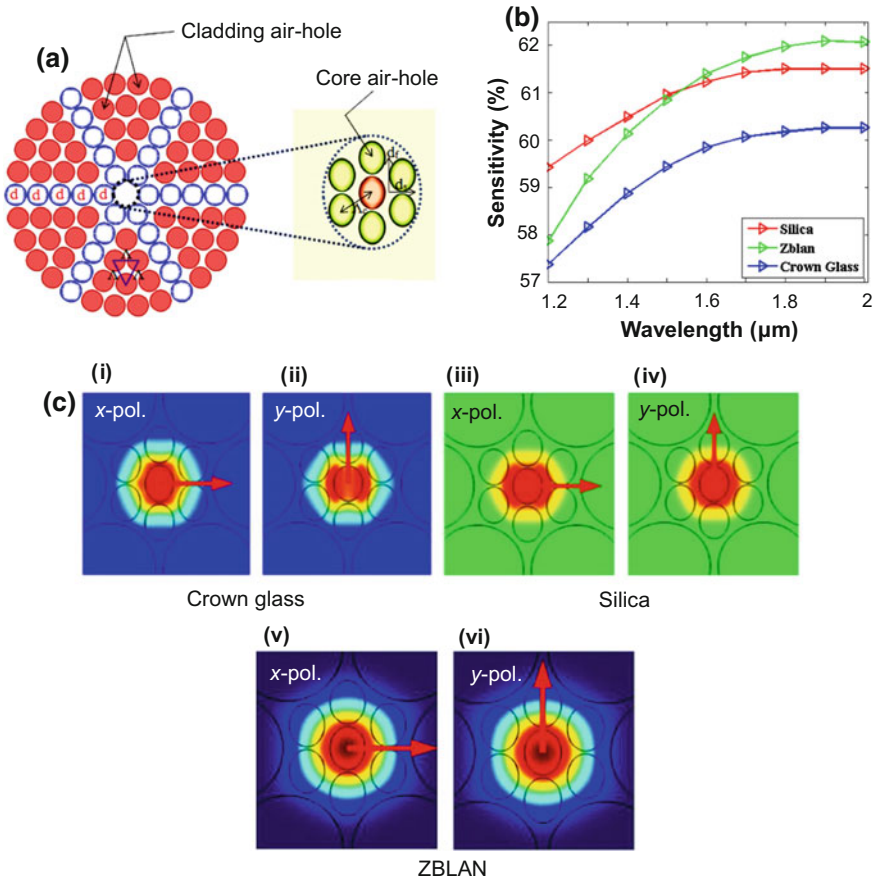 (a)
Cladding air-hole
Core air-hole
d d d d d
(b)
Sensitivity (%)
62
61
60
59
58
57
1.2 1.4 1.6 1.8 2
Wavelength (µm)
Silica
Zblan
Crown Glass
(c)
(i) (ii) (iii) (iv)
x-pol. y-pol. x-pol. y-pol.
Crown glass Silica
(v) (vi)
x-pol. y-pol.
ZBLAN